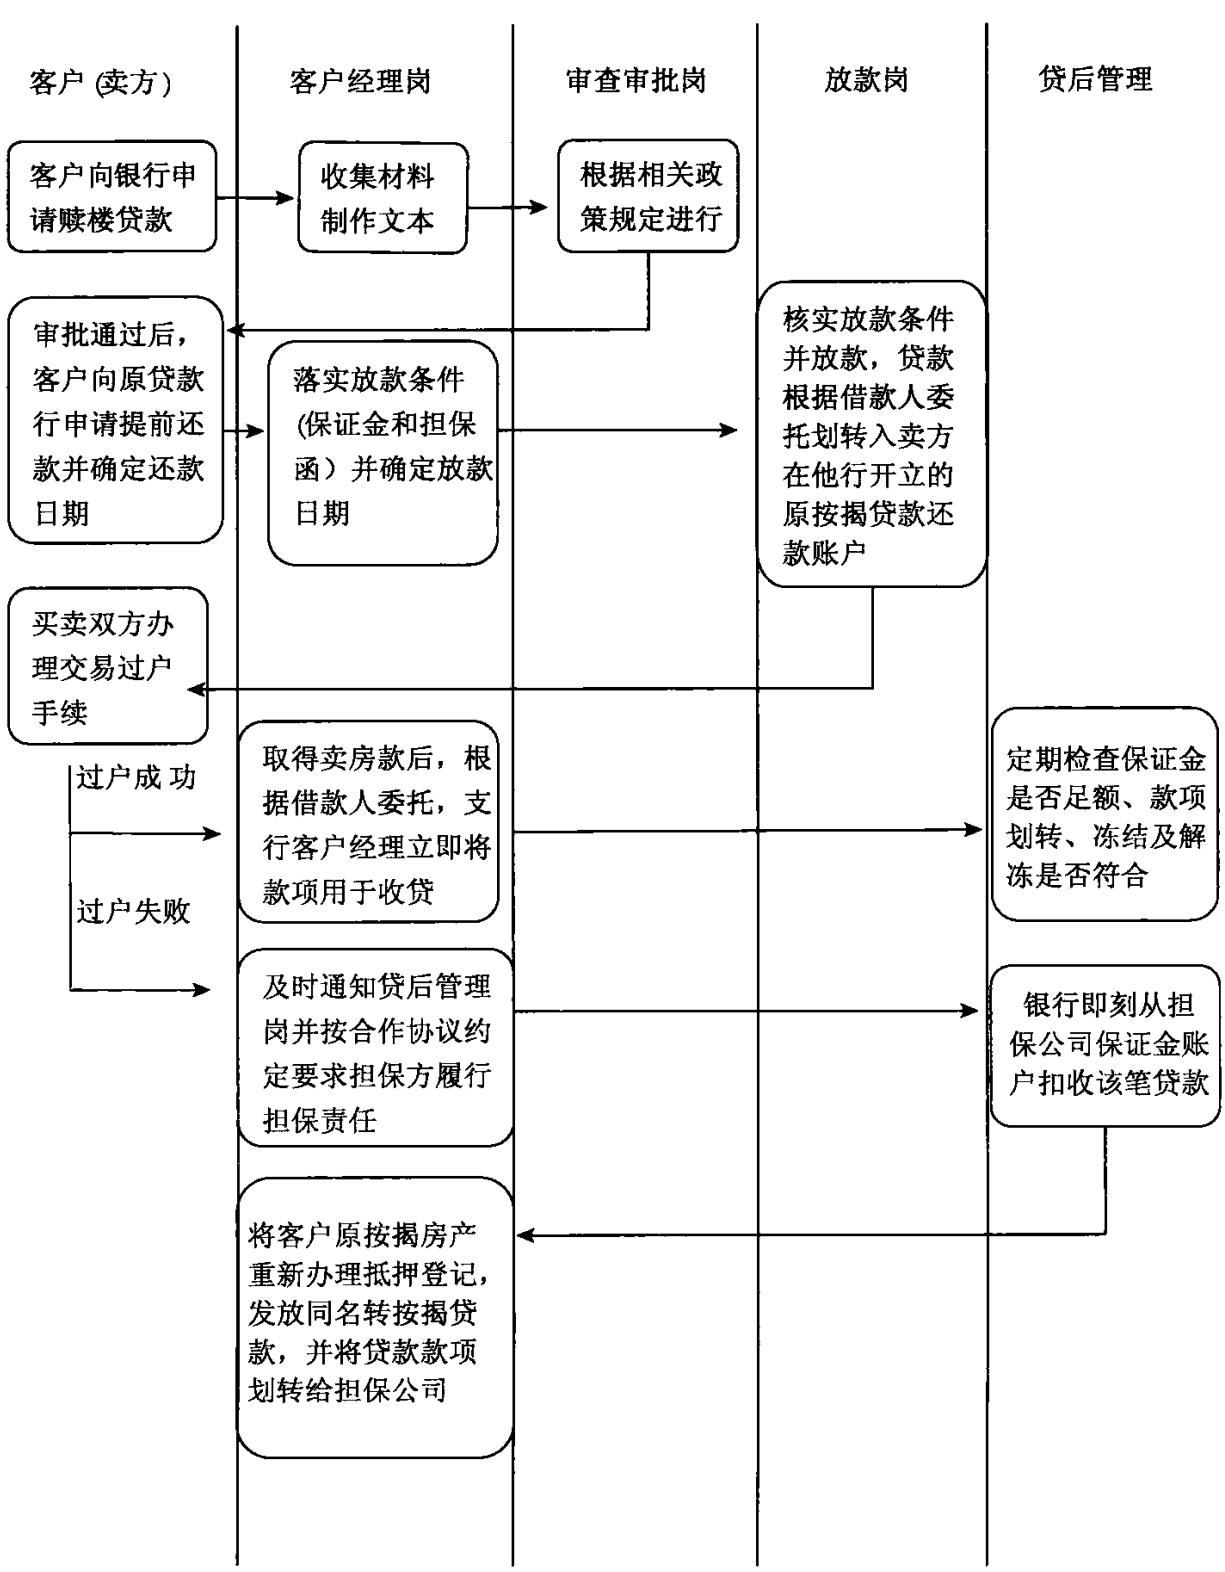 客户(卖方)
客户经理岗
审查审批岗
放款岗
贷后管理
客户向银行申
请赎楼贷款
收集材料
制作文本
根据相关政
策规定进行
审批通过后，
客户向原贷款
行申请提前还
款并确定还款
日期
落实放款条件
(保证金和担保
函）并确定放款
日期
核实放款条件
并放款，贷款
根据借款人委
托划转入卖方
在他行开立的
原按揭贷款还
款账户
买卖双方办
理交易过户
手续
过户成功
过户失败
取得卖房款后，根
据借款人委托，支
行客户经理立即将
款项用于收贷
定期检查保证金
是否足额、款项
划转、冻结及解
冻是否符合
及时通知贷后管理
岗并按合作协议约
定要求担保方履行
担保责任
银行即刻从担
保公司保证金账
户扣收该笔贷款
将客户原按揭房产
重新办理抵押登记，
发放同名转按揭贷
款，并将贷款款项
划转给担保公司